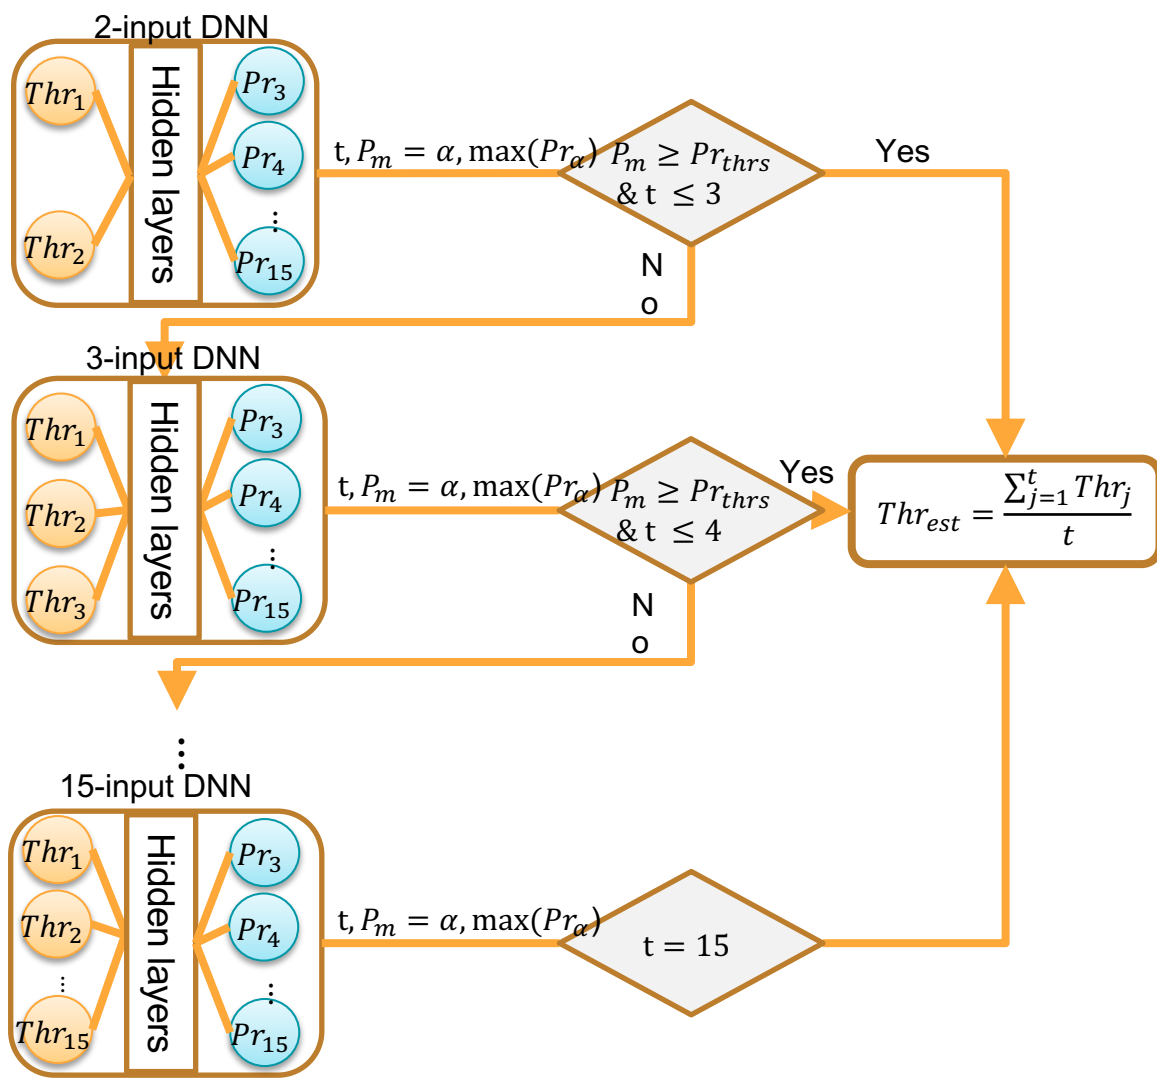 2-input DNN
Thr₁
Thr₂
Hidden layers
Pr₃
Pr₄
...
Pr₁₅
t, Pₘ = α, max(Prα)
Pₘ ≥ Prₜₕᵣₛ
& t ≤ 3
Yes
N
o
3-input DNN
Thr₁
Thr₂
Thr₃
Hidden layers
Pr₃
Pr₄
...
Pr₁₅
t, Pₘ = α, max(Prα)
Pₘ ≥ Prₜₕᵣₛ
& t ≤ 4
Yes
N
o
Thrₑₛₜ = ∑ᵗⱼ₌₁ Thrⱼ / t
...
15-input DNN
Thr₁
Thr₂
...
Thr₁₅
Hidden layers
Pr₃
Pr₄
...
Pr₁₅
t, Pₘ = α, max(Prα)
t = 15